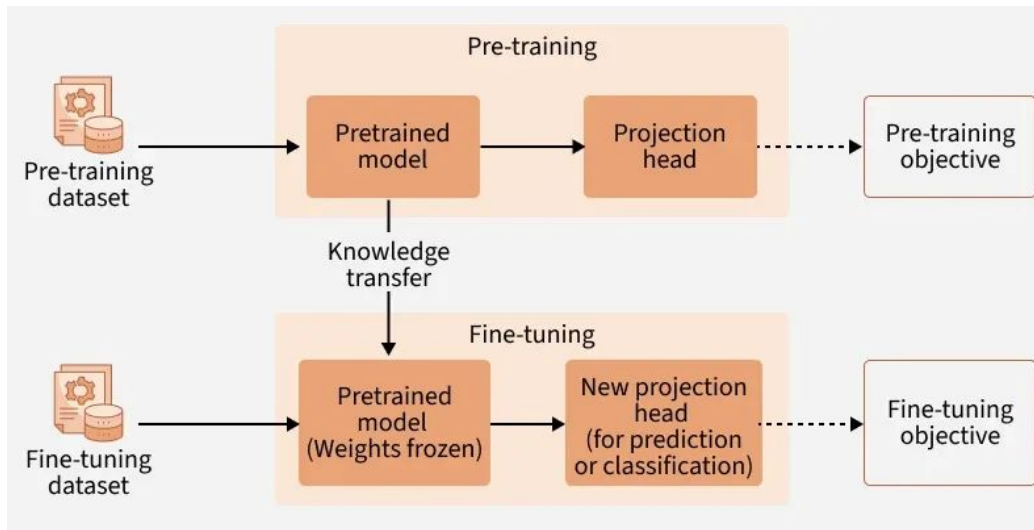 Pre-training
Pre-training
dataset
Pretrained
model
Projection
head
Pre-training
objective
Knowledge
transfer
Fine-tuning
Fine-tuning
dataset
Pretrained
model
(Weights frozen)
New projection
head
(for prediction
or classification)
Fine-tuning
objective